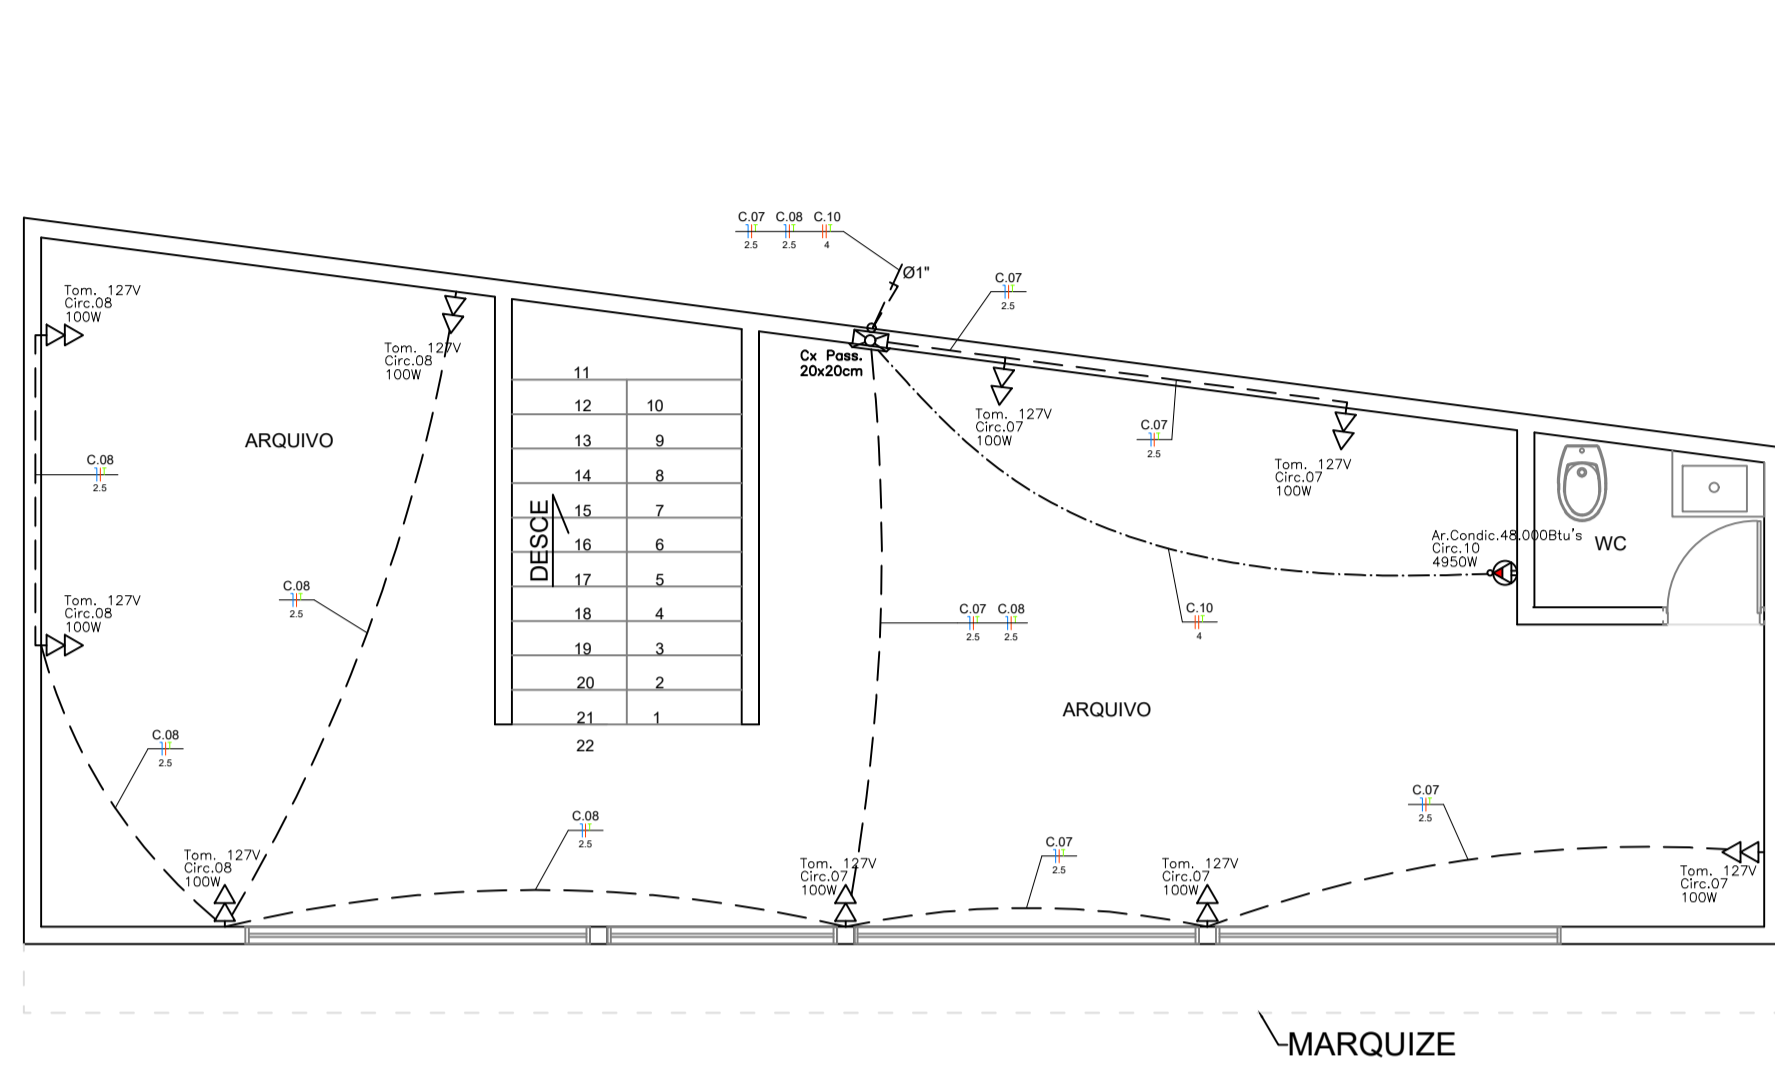 C.07 C.08 C.10
2.5 2.5 4
Ø1"
C.07
2.5
Tom. 127V
Circ.08
100W
Tom. 127V
Circ.08
100W
Cx Pass.
20x20cm
Tom. 127V
Circ.07
100W
C.07
2.5
Tom. 127V
Circ.07
100W
ARQUIVO
C.08
2.5
11
12 10
13 9
14 8
15 7
16 6
17 5
18 4
19 3
20 2
21 1
22
DESCE
Ar.Condic.48.000Btu's
Circ.10
4950W
WC
C.08
2.5
Tom. 127V
Circ.08
100W
C.07 C.08
2.5 2.5
C.10
4
ARQUIVO
C.08
2.5
C.08
2.5
C.07
2.5
C.07
2.5
Tom. 127V
Circ.08
100W
Tom. 127V
Circ.07
100W
Tom. 127V
Circ.07
100W
Tom. 127V
Circ.07
100W
MARQUIZE